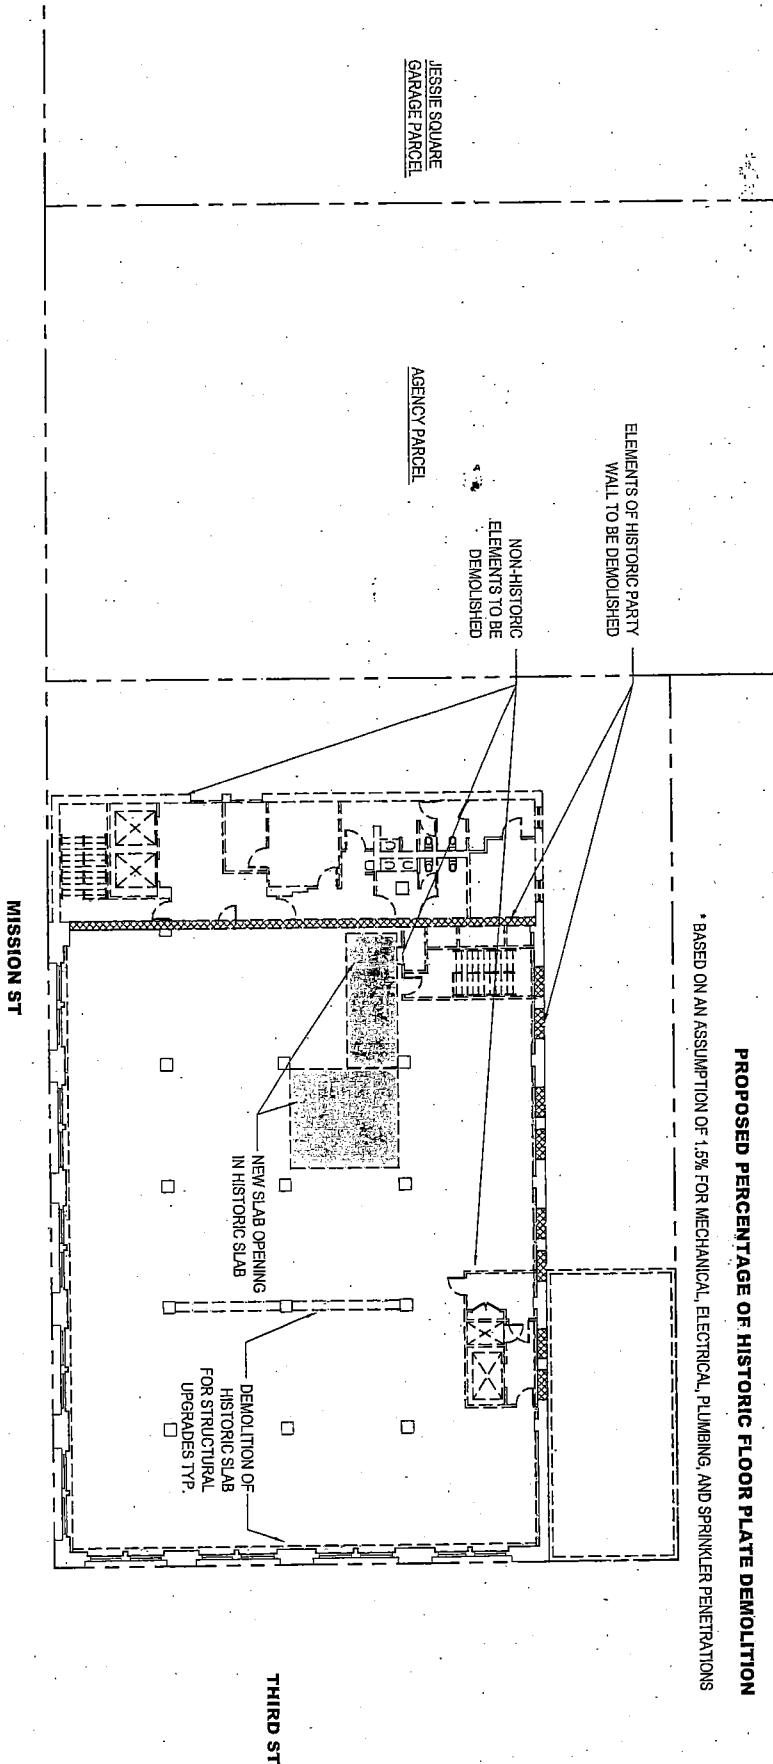 PROPOSED PERCENTAGE OF HISTORIC FLOOR PLATE DEMOLITION
* BASED ON AN ASSUMPTION OF 1.5% FOR MECHANICAL, ELECTRICAL, PLUMBING, AND SPRINKLER PENETRATIONS
JESSIE SQUARE
GARAGE PARCEL
AGENCY PARCEL
ELEMENTS OF HISTORIC PARTY
WALL TO BE DEMOLISHED
NON-HISTORIC
ELEMENTS TO BE
DEMOLISHED
NEW SLAB OPENING
IN HISTORIC SLAB
DEMOLITION OF
HISTORIC SLAB
FOR STRUCTURAL
UPGRADES TYP.
THIRD ST
MISSION ST